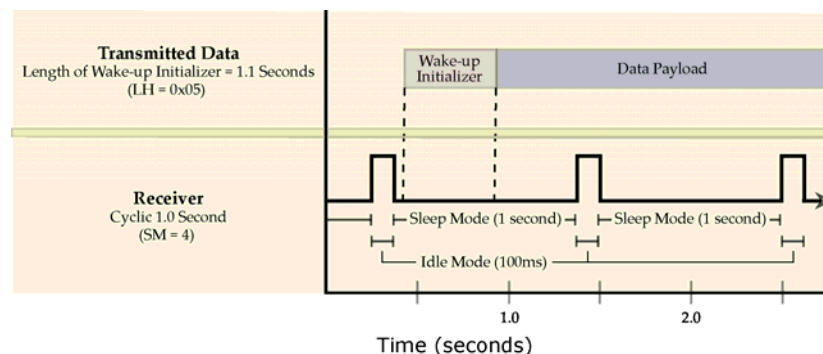 Transmitted Data
Length of Wake-up Initializer = 1.1 Seconds
(LH = 0x05)
Wake-up
Initializer
Data Payload
Receiver
Cyclic 1.0 Second
(SM = 4)
Sleep Mode (1 second)
Sleep Mode (1 second)
Idle Mode (100ms)
1.0
2.0
Time (seconds)